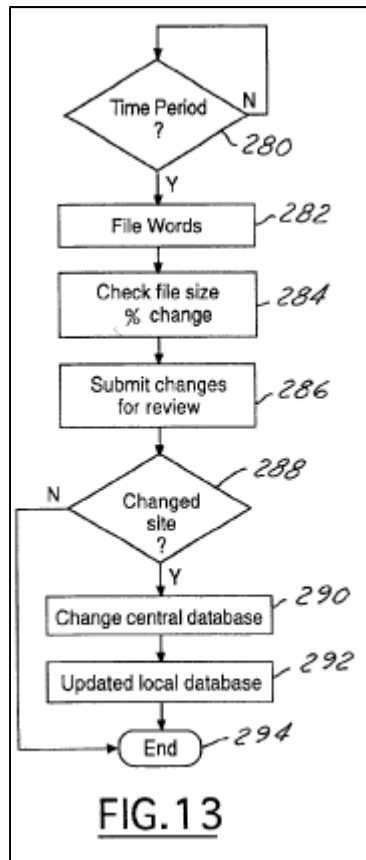 Time Period
?
N
280
Y
File Words
282
Check file size
% change
284
Submit changes
for review
286
288
N
Changed
site
?
Y
290
Change central database
292
Updated local database
End
294
FIG.13